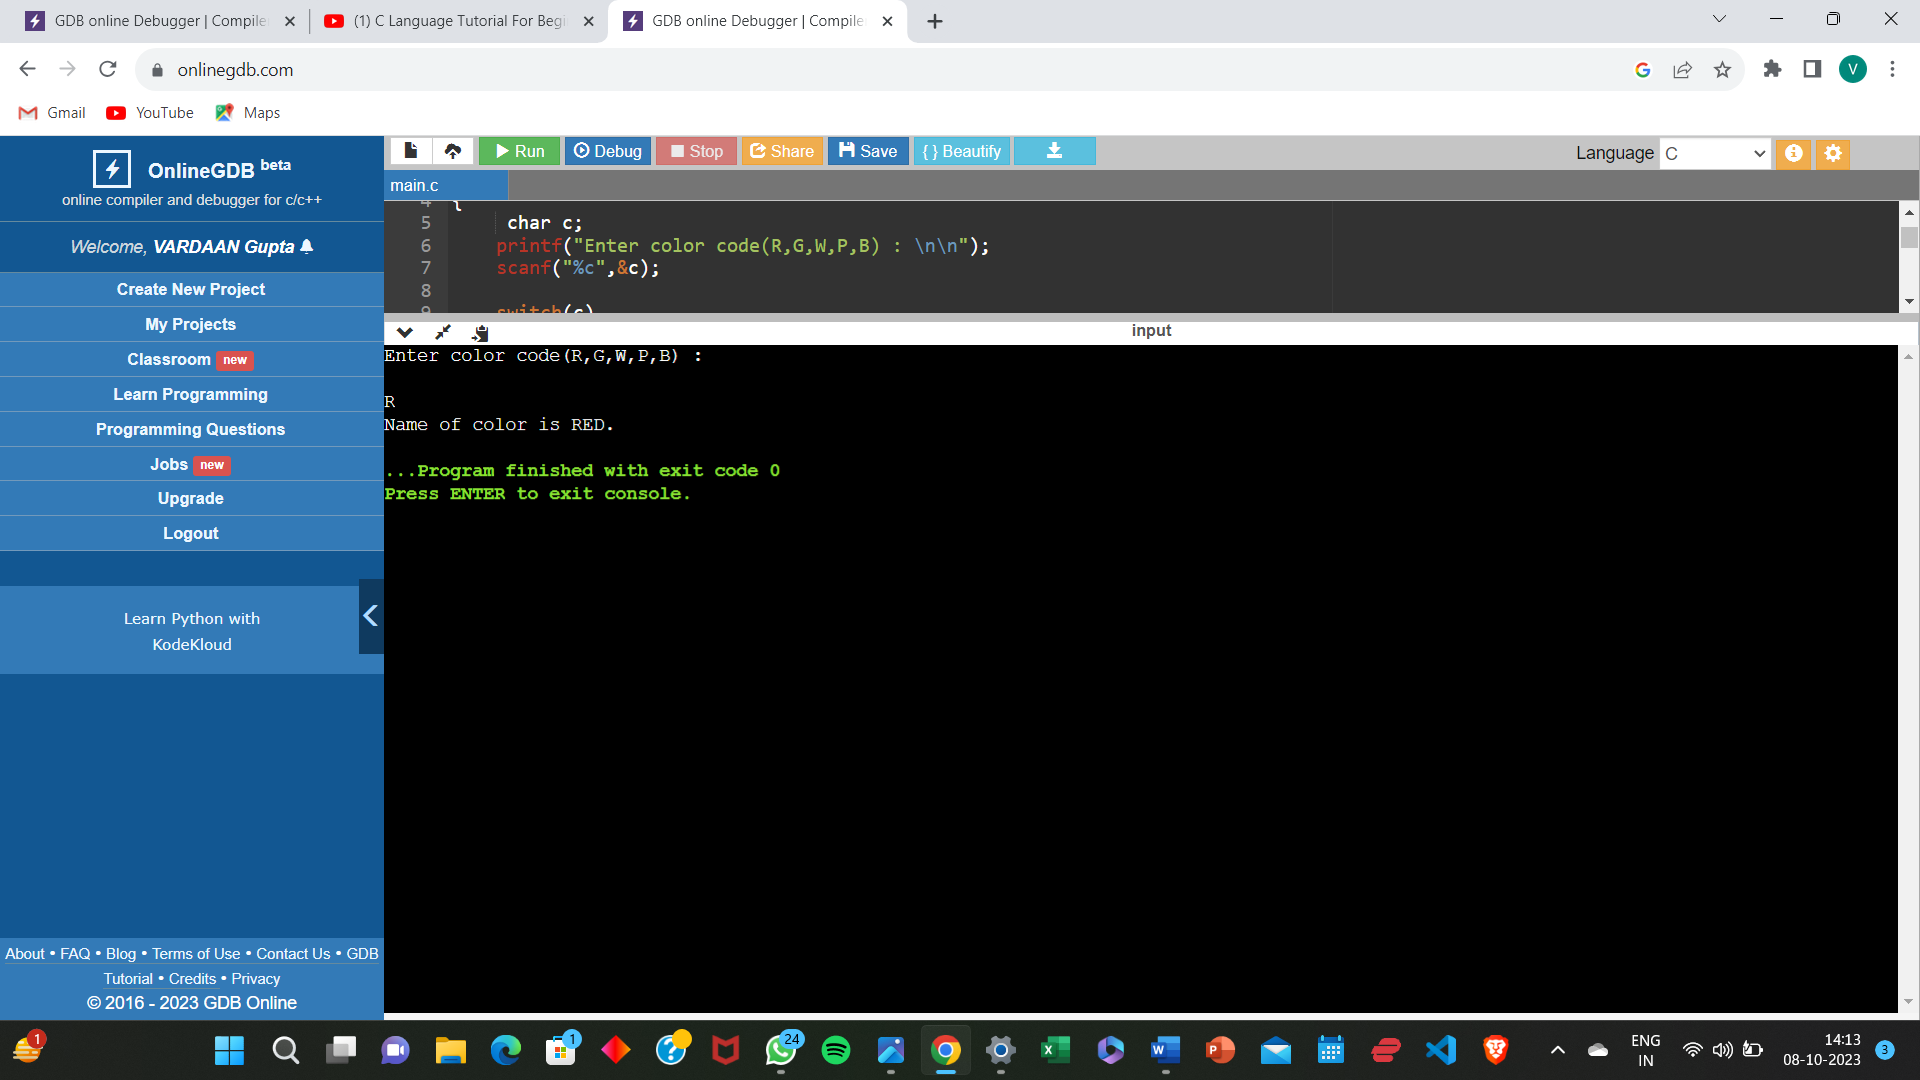 GDB online Debugger | Compile
(1) C Language Tutorial For Begi
GDB online Debugger | Compile
onlinegdb.com
V
Gmail
YouTube
Maps
OnlineGDB beta
online compiler and debugger for c/c++
Welcome, VARDAAN Gupta
Create New Project
My Projects
Classroom new
Learn Programming
Programming Questions
Jobs new
Upgrade
Logout
Learn Python with
KodeKloud
About • FAQ • Blog • Terms of Use • Contact Us • GDB
Tutorial • Credits • Privacy
© 2016 - 2023 GDB Online
Run
Debug
Stop
Share
Save
{ } Beautify
Language C
main.c
4 {
5 char c;
6 printf("Enter color code(R,G,W,P,B) : \n\n");
7 scanf("%c",&c);
8
9 switch(c)
input
Enter color code(R,G,W,P,B) :
R
Name of color is RED.
...Program finished with exit code 0
Press ENTER to exit console.
1
1
24
ENG
IN
14:13
08-10-2023
3